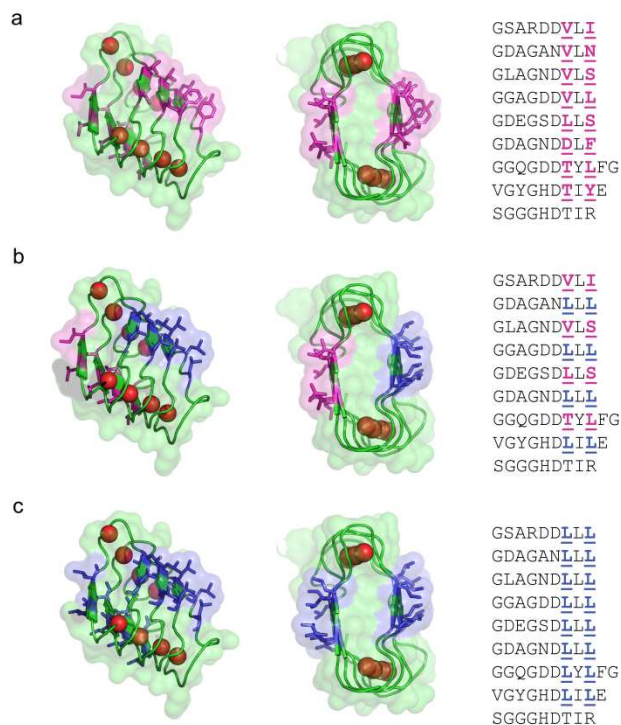 a
GSARDDVLI
GDAGANVLN
GLAGNDVLS
GGAGDDVLL
GDEGSDLLS
GDAGNDDLF
GGQGDDTYLFG
VGYGHDTIYE
SGGGHDTIR
b
GSARDDVLI
GDAGANLLL
GLAGNDVLS
GGAGDDLLL
GDEGSDLLS
GDAGNDLLL
GGQGDDTYLFG
VGYGHDLILE
SGGGHDTIR
c
GSARDDLLL
GDAGANLLL
GLAGNDLLL
GGAGDDLLL
GDEGSDLLL
GDAGNDLLL
GGQGDDLYLFG
VGYGHDLILE
SGGGHDTIR